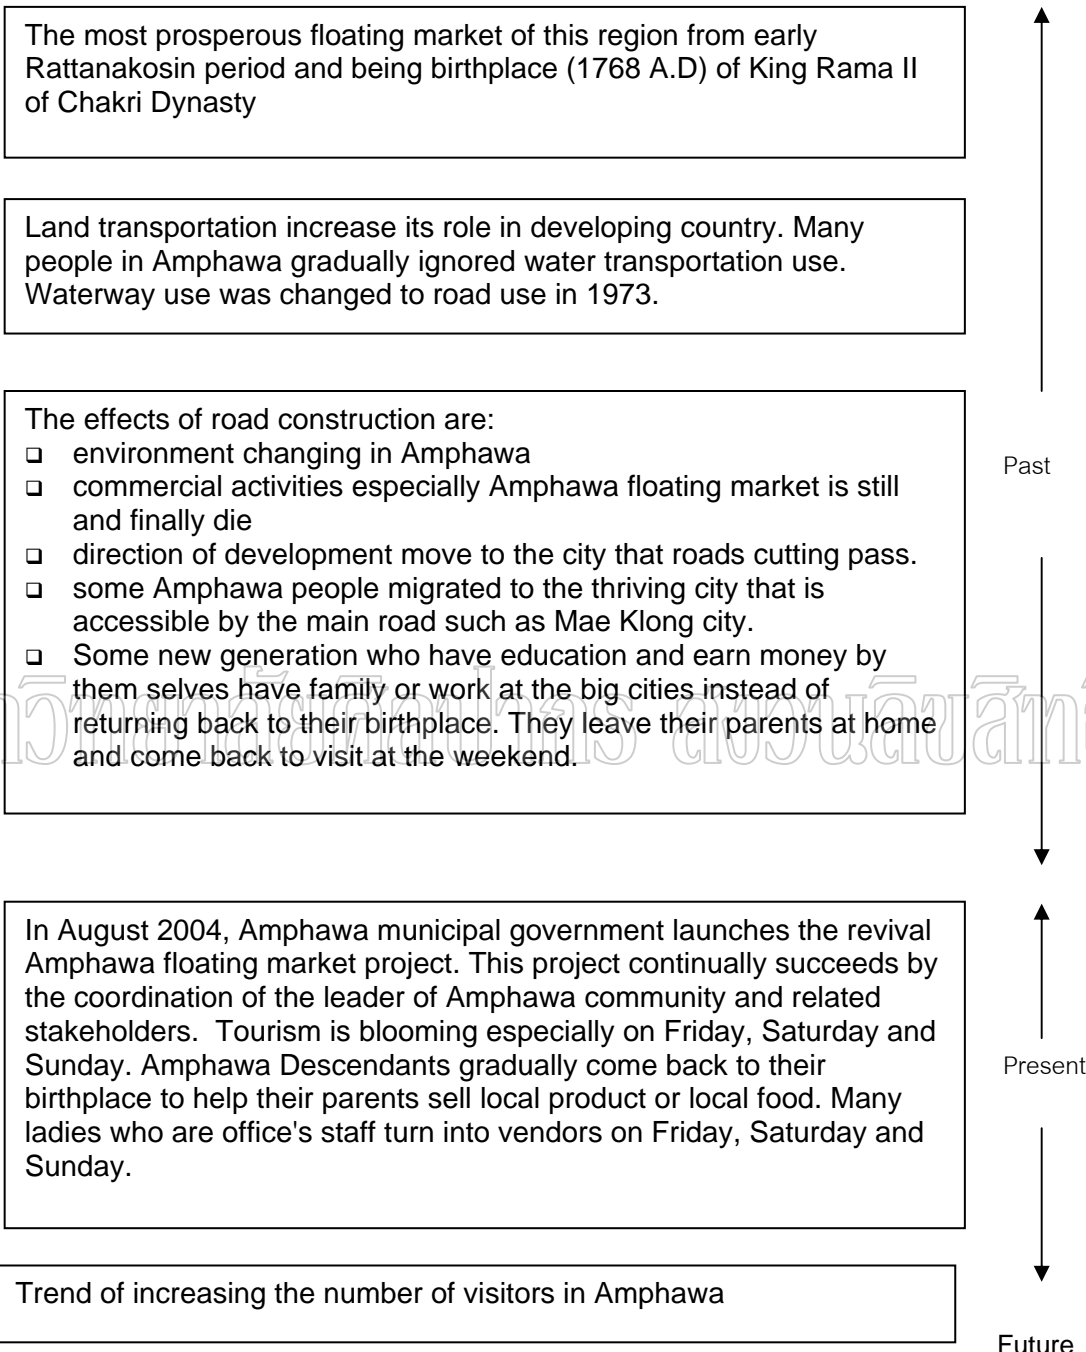 The most prosperous floating market of this region from early
Rattanakosin period and being birthplace (1768 A.D) of King Rama II
of Chakri Dynasty
Land transportation increase its role in developing country. Many
people in Amphawa gradually ignored water transportation use.
Waterway use was changed to road use in 1973.
The effects of road construction are:
❑ environment changing in Amphawa
❑ commercial activities especially Amphawa floating market is still
and finally die
❑ direction of development move to the city that roads cutting pass.
❑ some Amphawa people migrated to the thriving city that is
accessible by the main road such as Mae Klong city.
❑ Some new generation who have education and earn money by
them selves have family or work at the big cities instead of
returning back to their birthplace. They leave their parents at home
and come back to visit at the weekend.
Past
In August 2004, Amphawa municipal government launches the revival
Amphawa floating market project. This project continually succeeds by
the coordination of the leader of Amphawa community and related
stakeholders.  Tourism is blooming especially on Friday, Saturday and
Sunday. Amphawa Descendants gradually come back to their
birthplace to help their parents sell local product or local food. Many
ladies who are office's staff turn into vendors on Friday, Saturday and
Sunday.
Present
Trend of increasing the number of visitors in Amphawa
Future